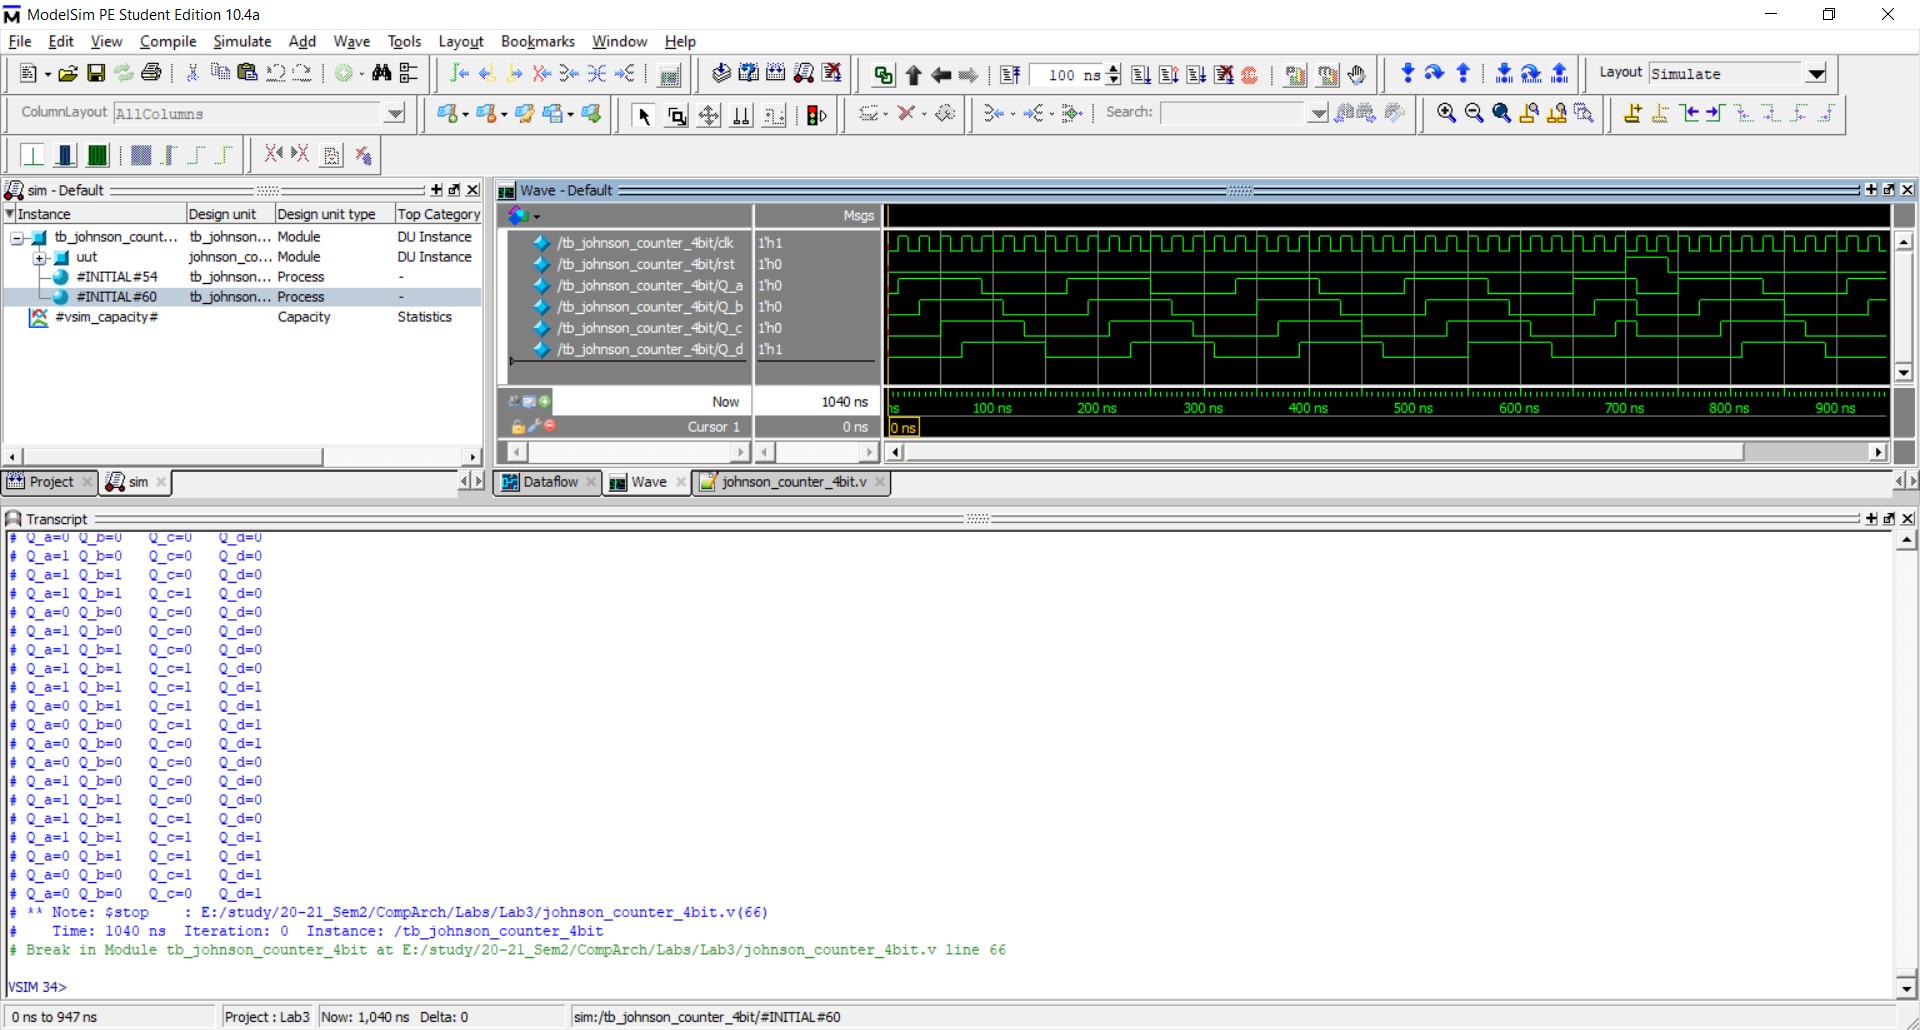 ModelSim PE Student Edition 10.4a
File Edit View Compile Simulate Add Wave Tools Layout Bookmarks Window Help
100 ns
Layout Simulate
ColumnLayout AllColumns
Search:
sim - Default
Instance Design unit Design unit type Top Category
tb_johnson_count... tb_johnson... Module DU Instance
uut johnson_co... Module DU Instance
#INITIAL#54 tb_johnson... Process -
#INITIAL#60 tb_johnson... Process -
#vsim_capacity# Capacity Statistics
Project
sim
Wave - Default
Msgs
/tb_johnson_counter_4bit/clk 1'h1
/tb_johnson_counter_4bit/rst 1'h0
/tb_johnson_counter_4bit/Q_a 1'h0
/tb_johnson_counter_4bit/Q_b 1'h0
/tb_johnson_counter_4bit/Q_c 1'h0
/tb_johnson_counter_4bit/Q_d 1'h1
Now 1040 ns
ns 100 ns 200 ns 300 ns 400 ns 500 ns 600 ns 700 ns 800 ns 900 ns
Cursor 1 0 ns
0 ns
Dataflow
Wave
johnson_counter_4bit.v
Transcript
# Q_a=0 Q_b=0 Q_c=0 Q_d=0
# Q_a=1 Q_b=0 Q_c=0 Q_d=0
# Q_a=1 Q_b=1 Q_c=0 Q_d=0
# Q_a=1 Q_b=1 Q_c=1 Q_d=0
# Q_a=0 Q_b=0 Q_c=0 Q_d=0
# Q_a=1 Q_b=0 Q_c=0 Q_d=0
# Q_a=1 Q_b=1 Q_c=0 Q_d=0
# Q_a=1 Q_b=1 Q_c=1 Q_d=0
# Q_a=1 Q_b=1 Q_c=1 Q_d=1
# Q_a=0 Q_b=1 Q_c=1 Q_d=1
# Q_a=0 Q_b=0 Q_c=1 Q_d=1
# Q_a=0 Q_b=0 Q_c=0 Q_d=1
# Q_a=0 Q_b=0 Q_c=0 Q_d=0
# Q_a=1 Q_b=0 Q_c=0 Q_d=0
# Q_a=1 Q_b=1 Q_c=0 Q_d=0
# Q_a=1 Q_b=1 Q_c=1 Q_d=0
# Q_a=1 Q_b=1 Q_c=1 Q_d=1
# Q_a=0 Q_b=1 Q_c=1 Q_d=1
# Q_a=0 Q_b=0 Q_c=1 Q_d=1
# Q_a=0 Q_b=0 Q_c=0 Q_d=1
# ** Note: $stop : E:/study/20-21_Sem2/CompArch/Labs/Lab3/johnson_counter_4bit.v(66)
# Time: 1040 ns Iteration: 0 Instance: /tb_johnson_counter_4bit
# Break in Module tb_johnson_counter_4bit at E:/study/20-21_Sem2/CompArch/Labs/Lab3/johnson_counter_4bit.v line 66
VSIM 34>
0 ns to 947 ns Project : Lab3 Now: 1,040 ns Delta: 0 sim:/tb_johnson_counter_4bit/#INITIAL#60